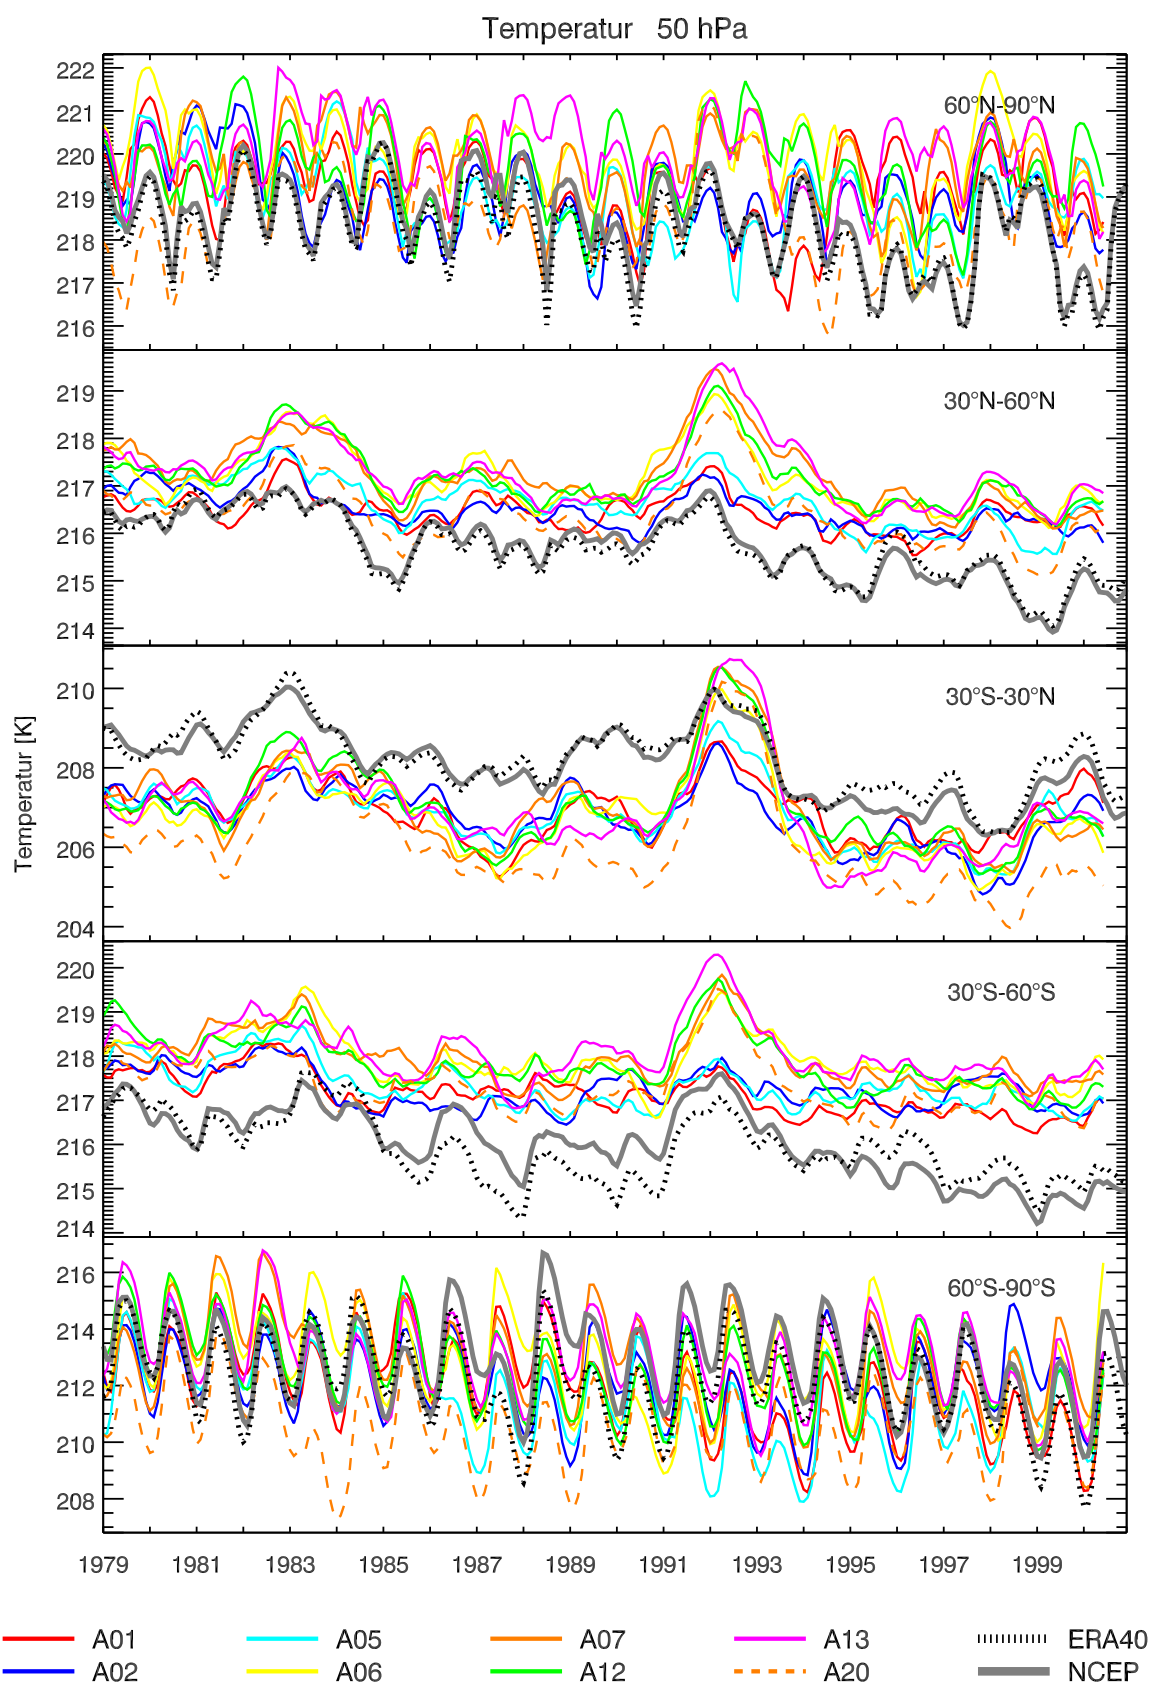 Temperatur 50 hPa
222
221
220
219
218
217
216
60°N-90°N
219
218
217
216
215
214
30°N-60°N
210
208
206
204
30°S-30°N
Temperatur [K]
220
219
218
217
216
215
214
30°S-60°S
216
214
212
210
208
60°S-90°S
1979 1981 1983 1985 1987 1989 1991 1993 1995 1997 1999
A01 A05 A07 A13 ERA40
A02 A06 A12 A20 NCEP